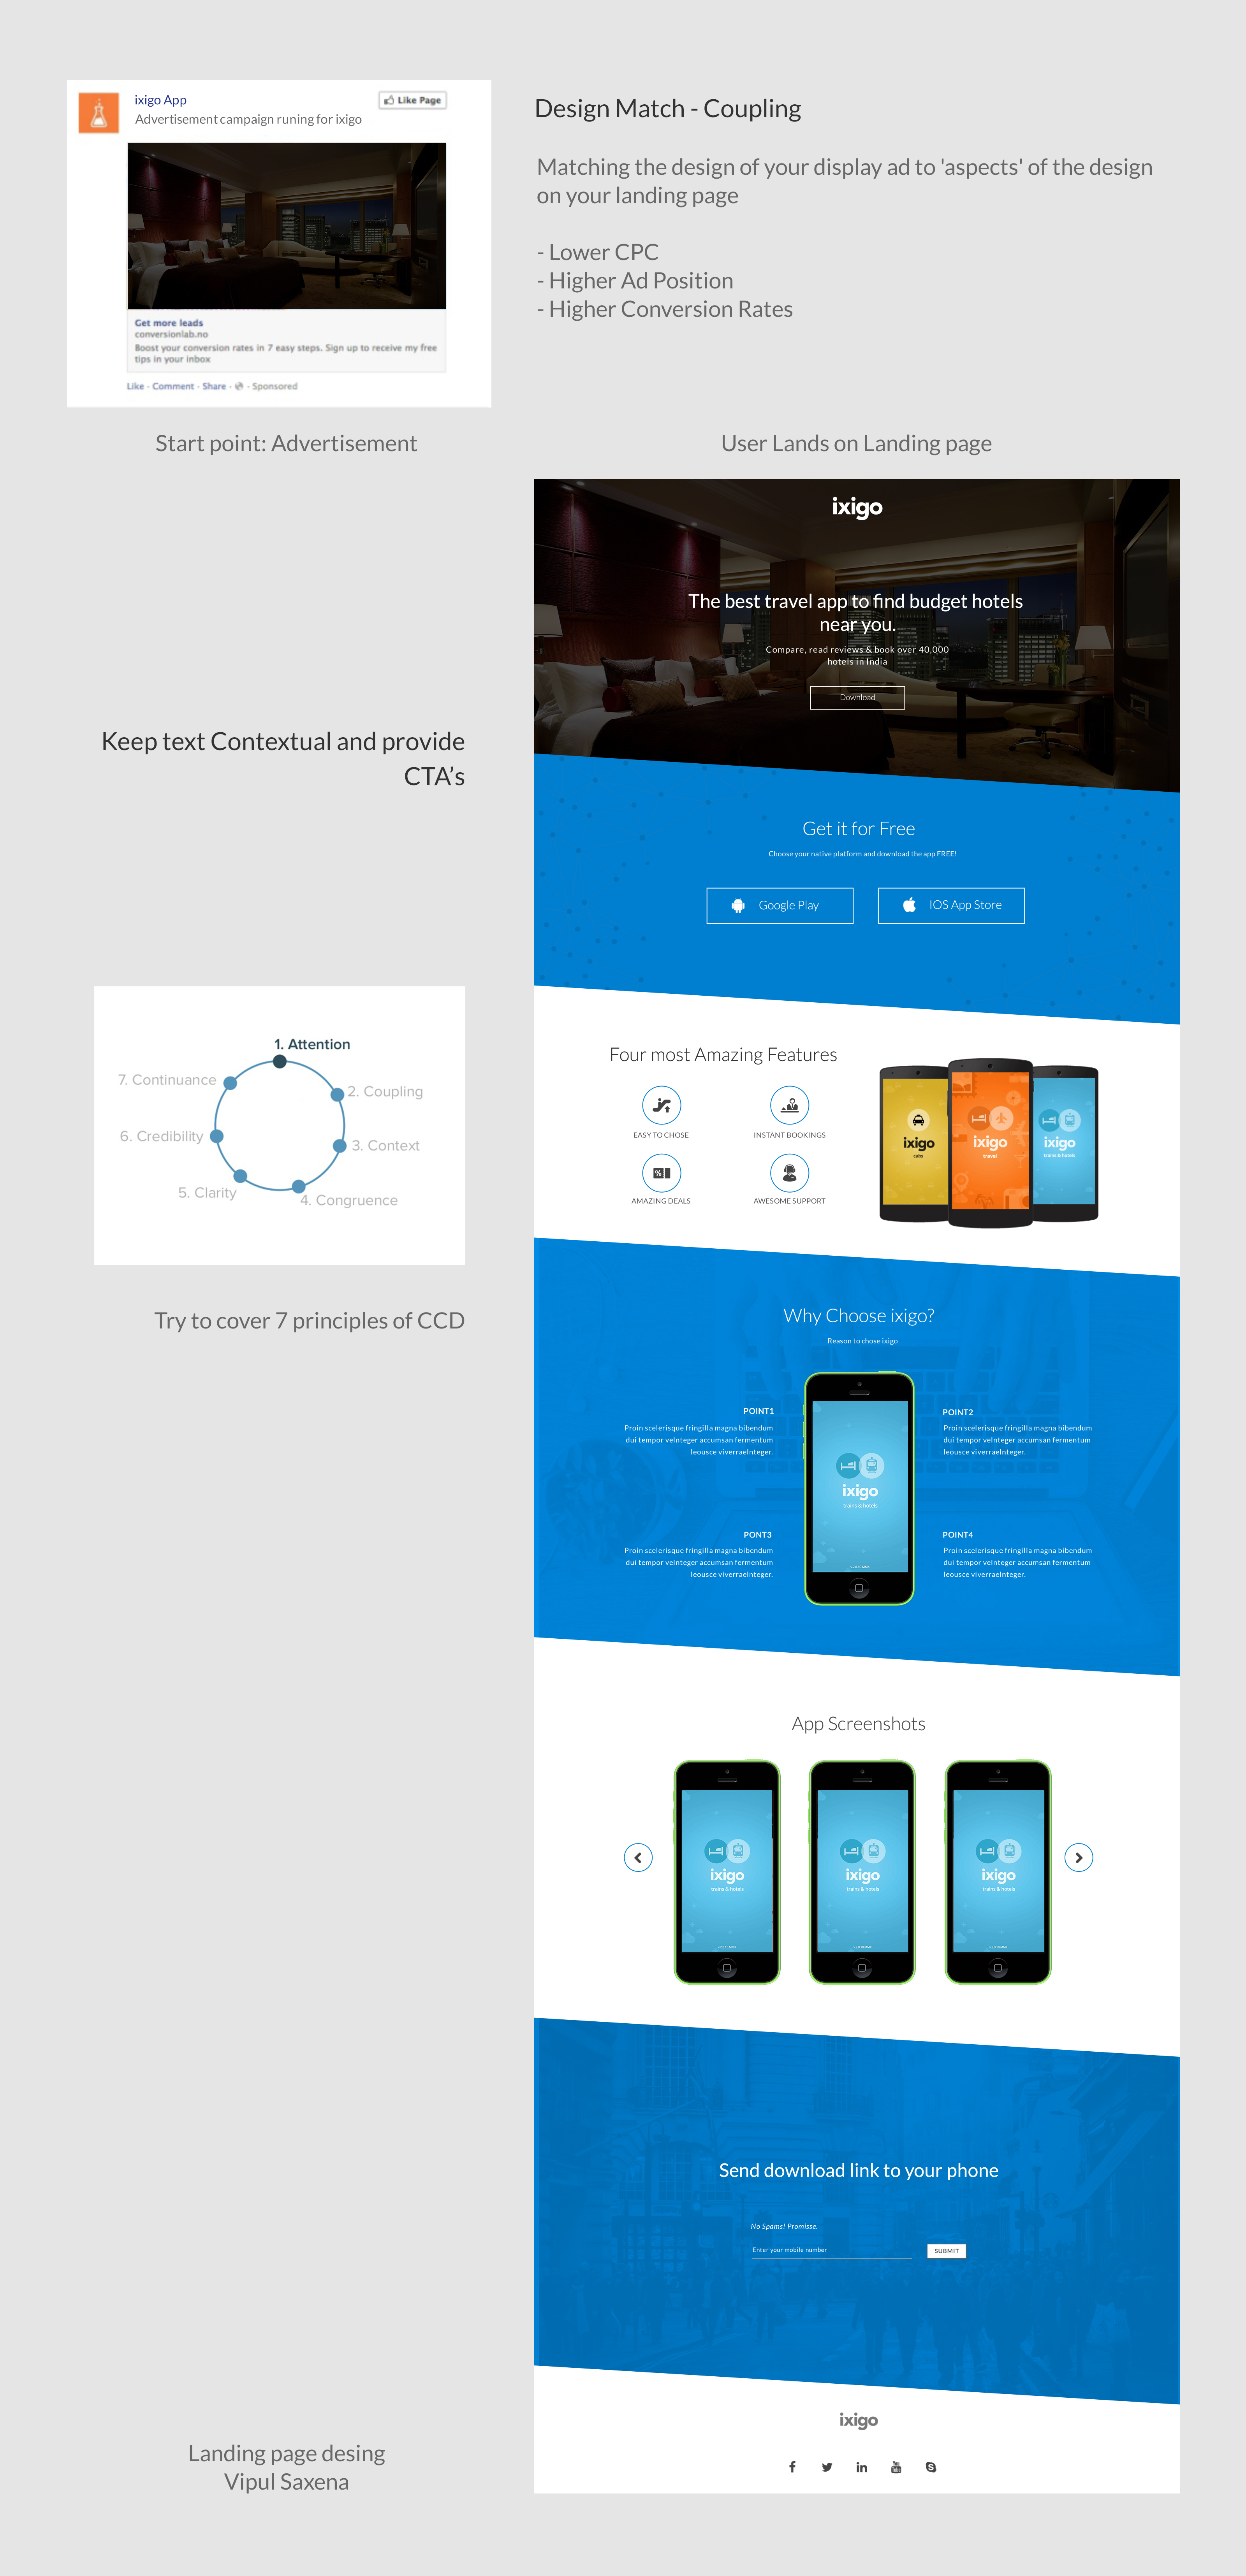 ixigo App
Like Page
Advertisement campaign runing for ixigo
Get more leads
conversionlab.no
Boost your conversion rates in 7 easy steps. Sign up to receive my free
tips in your inbox
Like · Comment · Share · · Sponsored
Design Match - Coupling
Matching the design of your display ad to 'aspects' of the design
on your landing page
- Lower CPC
- Higher Ad Position
- Higher Conversion Rates
Start point: Advertisement
User Lands on Landing page
ixigo
The best travel app to find budget hotels
near you.
Compare, read reviews & book over 40,000
hotels in India
Download
Keep text Contextual and provide
CTA's
Get it for Free
Choose your native platform and download the app FREE!
Google Play
IOS App Store
1. Attention
2. Coupling
3. Context
4. Congruence
5. Clarity
6. Credibility
7. Continuance
Try to cover 7 principles of CCD
Four most Amazing Features
EASY TO CHOSE
INSTANT BOOKINGS
AMAZING DEALS
AWESOME SUPPORT
ixigo
cabs
ixigo
travel
ixigo
trains & hotels
Why Choose ixigo?
Reason to chose ixigo
POINT1
Proin scelerisque fringilla magna bibendum
dui tempor velnteger accumsan fermentum
leousce viverraelnteger.
POINT2
Proin scelerisque fringilla magna bibendum
dui tempor velnteger accumsan fermentum
leousce viverraelnteger.
ixigo
trains & hotels
PONT3
Proin scelerisque fringilla magna bibendum
dui tempor velnteger accumsan fermentum
leousce viverraelnteger.
POINT4
Proin scelerisque fringilla magna bibendum
dui tempor velnteger accumsan fermentum
leousce viverraelnteger.
App Screenshots
ixigo
trains & hotels
ixigo
trains & hotels
ixigo
trains & hotels
Send download link to your phone
No Spams! Promisse.
Enter your mobile number
SUBMIT
ixigo
Landing page desing
Vipul Saxena